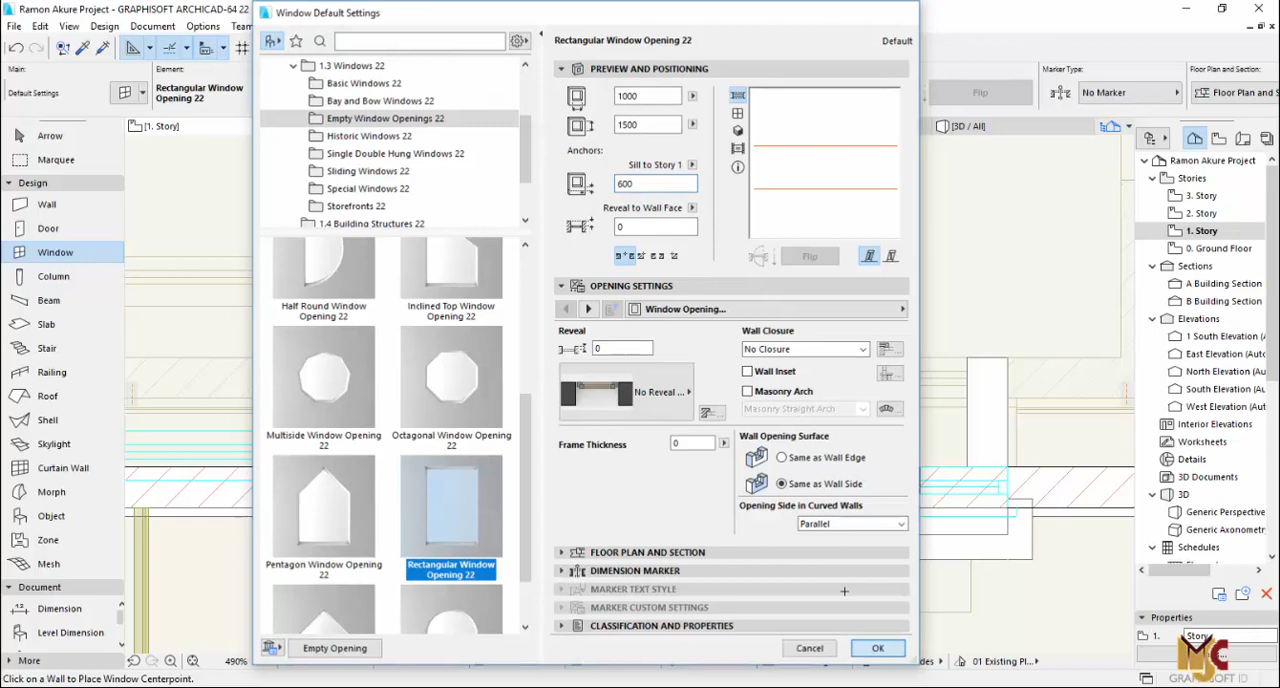 Ramon Akure Project - GRAPHISOFT ARCHICAD-64 22
File Edit View Design Document Options
Main:
Default Settings
Element:
Rectangular Window
Opening 22
[1. Story]
Arrow
Marquee
Design
Wall
Door
Window
Column
Beam
Slab
Stair
Railing
Roof
Shell
Skylight
Curtain Wall
Morph
Object
Zone
Mesh
Document
Dimension
Level Dimension
More
490%
Click on a Wall to Place Window Centerpoint.
Window Default Settings
1.3 Windows 22
Basic Windows 22
Bay and Bow Windows 22
Empty Window Openings 22
Historic Windows 22
Single Double Hung Windows 22
Sliding Windows 22
Special Windows 22
Storefronts 22
1.4 Building Structures 22
Half Round Window
Opening 22
Inclined Top Window
Opening 22
Multiside Window Opening
22
Octagonal Window Opening
22
Pentagon Window Opening
22
Rectangular Window
Opening 22
Empty Opening
Rectangular Window Opening 22
Default
PREVIEW AND POSITIONING
1000
1500
Anchors:
Sill to Story 1
600
Reveal to Wall Face
0
Flip
OPENING SETTINGS
Window Opening...
Reveal
0
No Reveal ...
Frame Thickness
0
Wall Closure
No Closure
Wall Inset
Masonry Arch
Masonry Straight Arch
Wall Opening Surface
Same as Wall Edge
Same as Wall Side
Opening Side in Curved Walls
Parallel
FLOOR PLAN AND SECTION
DIMENSION MARKER
MARKER TEXT STYLE
MARKER CUSTOM SETTINGS
CLASSIFICATION AND PROPERTIES
Cancel
OK
Marker Type:
Flip
No Marker
Floor Plan and Section:
Floor Plan and S
[3D / All]
Ramon Akure Project
Stories
3. Story
2. Story
1. Story
0. Ground Floor
Sections
A Building Section
B Building Section
Elevations
1 South Elevation (A
East Elevation (Auto
North Elevation (Aut
South Elevation (Aut
West Elevation (Auto
Interior Elevations
Worksheets
Details
3D Documents
3D
Generic Perspective
Generic Axonometry
Schedules
Properties
1.
Story
01 Existing Pl...
MSC
GRAPHISOFT ID